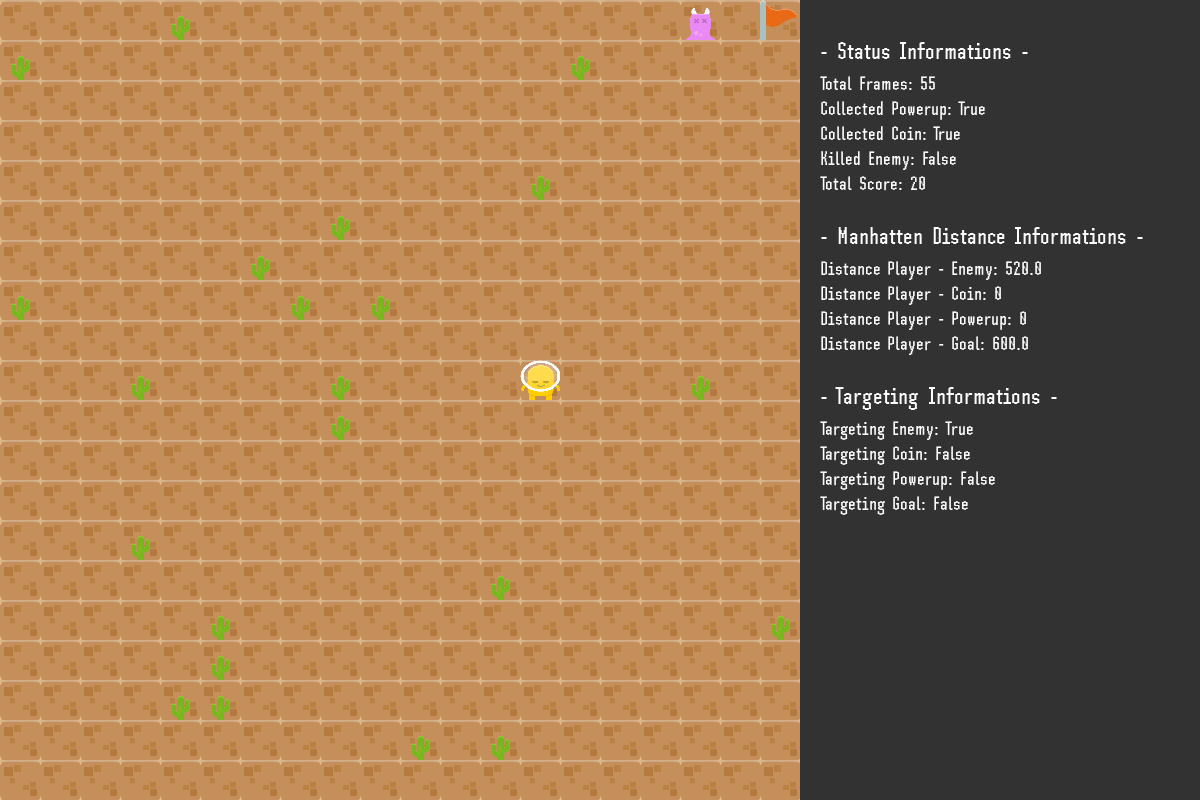 - Status Informations -
Total Frames: 55
Collected Powerup: True
Collected Coin: True
Killed Enemy: False
Total Score: 20
- Manhatten Distance Informations -
Distance Player - Enemy: 520.0
Distance Player - Coin: 0
Distance Player - Powerup: 0
Distance Player - Goal: 600.0
- Targeting Informations -
Targeting Enemy: True
Targeting Coin: False
Targeting Powerup: False
Targeting Goal: False